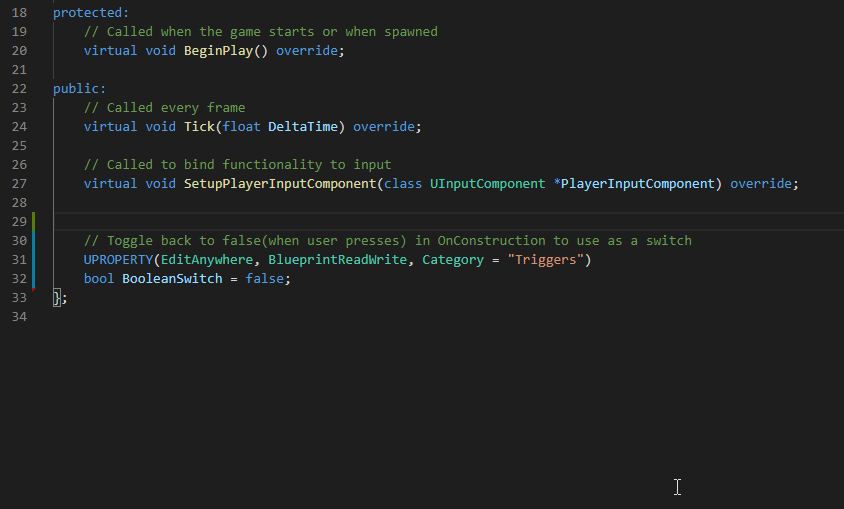 18 protected:
19 // Called when the game starts or when spawned
20 virtual void BeginPlay() override;
21
22 public:
23 // Called every frame
24 virtual void Tick(float DeltaTime) override;
25
26 // Called to bind functionality to input
27 virtual void SetupPlayerInputComponent(class UInputComponent *PlayerInputComponent) override;
28
29
30 // Toggle back to false(when user presses) in OnConstruction to use as a switch
31 UPROPERTY(EditAnywhere, BlueprintReadWrite, Category = "Triggers")
32 bool BooleanSwitch = false;
33 };
34